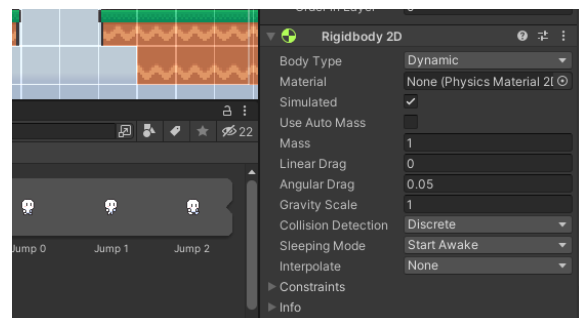 Rigidbody 2D
Body Type Dynamic
Material None (Physics Material 2[
Simulated
Use Auto Mass
22
Mass 1
Linear Drag 0
Angular Drag 0.05
Gravity Scale 1
Collision Detection Discrete
Jump 0 Jump 1 Jump 2
Sleeping Mode Start Awake
Interpolate None
Constraints
Info